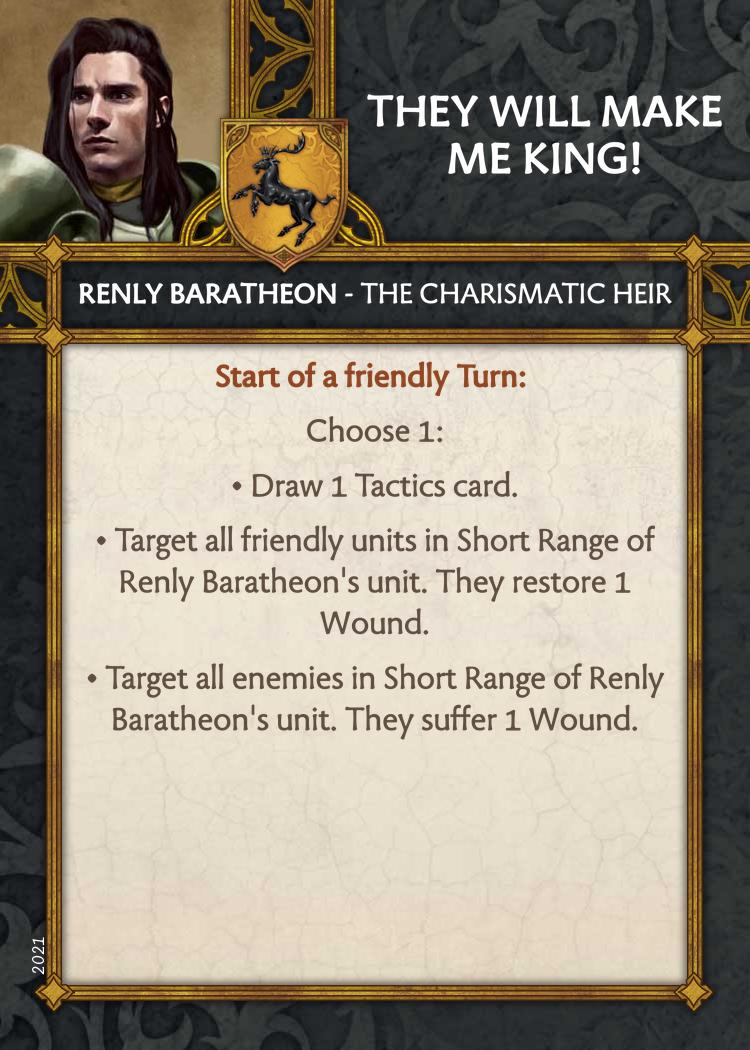 THEY WILL MAKE
ME KING!
RENLY BARATHEON - THE CHARISMATIC HEIR
Start of a friendly Turn:
Choose 1:
• Draw 1 Tactics card.
• Target all friendly units in Short Range of
Renly Baratheon's unit. They restore 1
Wound.
• Target all enemies in Short Range of Renly
Baratheon's unit. They suffer 1 Wound.
2021